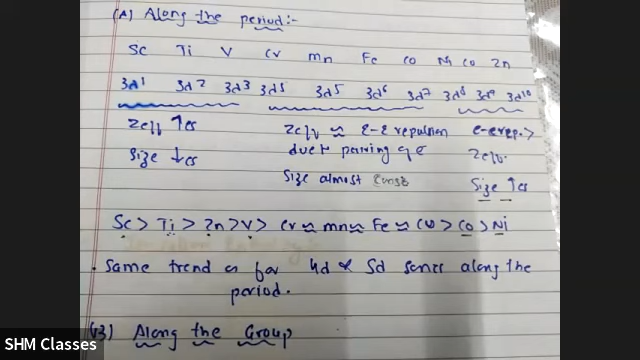 (A) Along the period:-
Sc Ti V Cr mn Fe Co Ni Co Zn
3d1 3d2 3d3 3d5 3d5 3d6 3d7 3d8 3d9 3d10
Zeff ↑es Zeff ≈ e-e repulsion e-e rep. >
Size ↓es due to pairing of e Zeff.
Size almost const Size ↑es
Sc > Ti > Zn > V > Cr ≈ mn ≈ Fe ≈ Cu > Co > Ni
. Same trend as for 4d & 5d series along the
period.
(B) Along the Group
SHM Classes